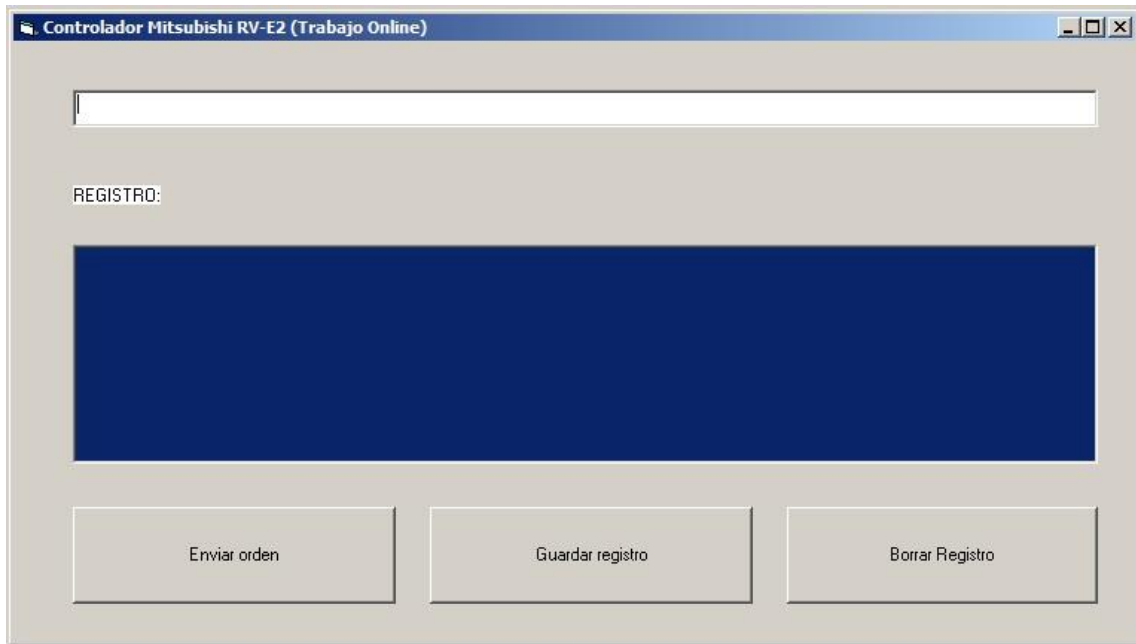 Controlador Mitsubishi RV-E2 (Trabajo Online)
REGISTRO:
Enviar orden
Guardar registro
Borrar Registro